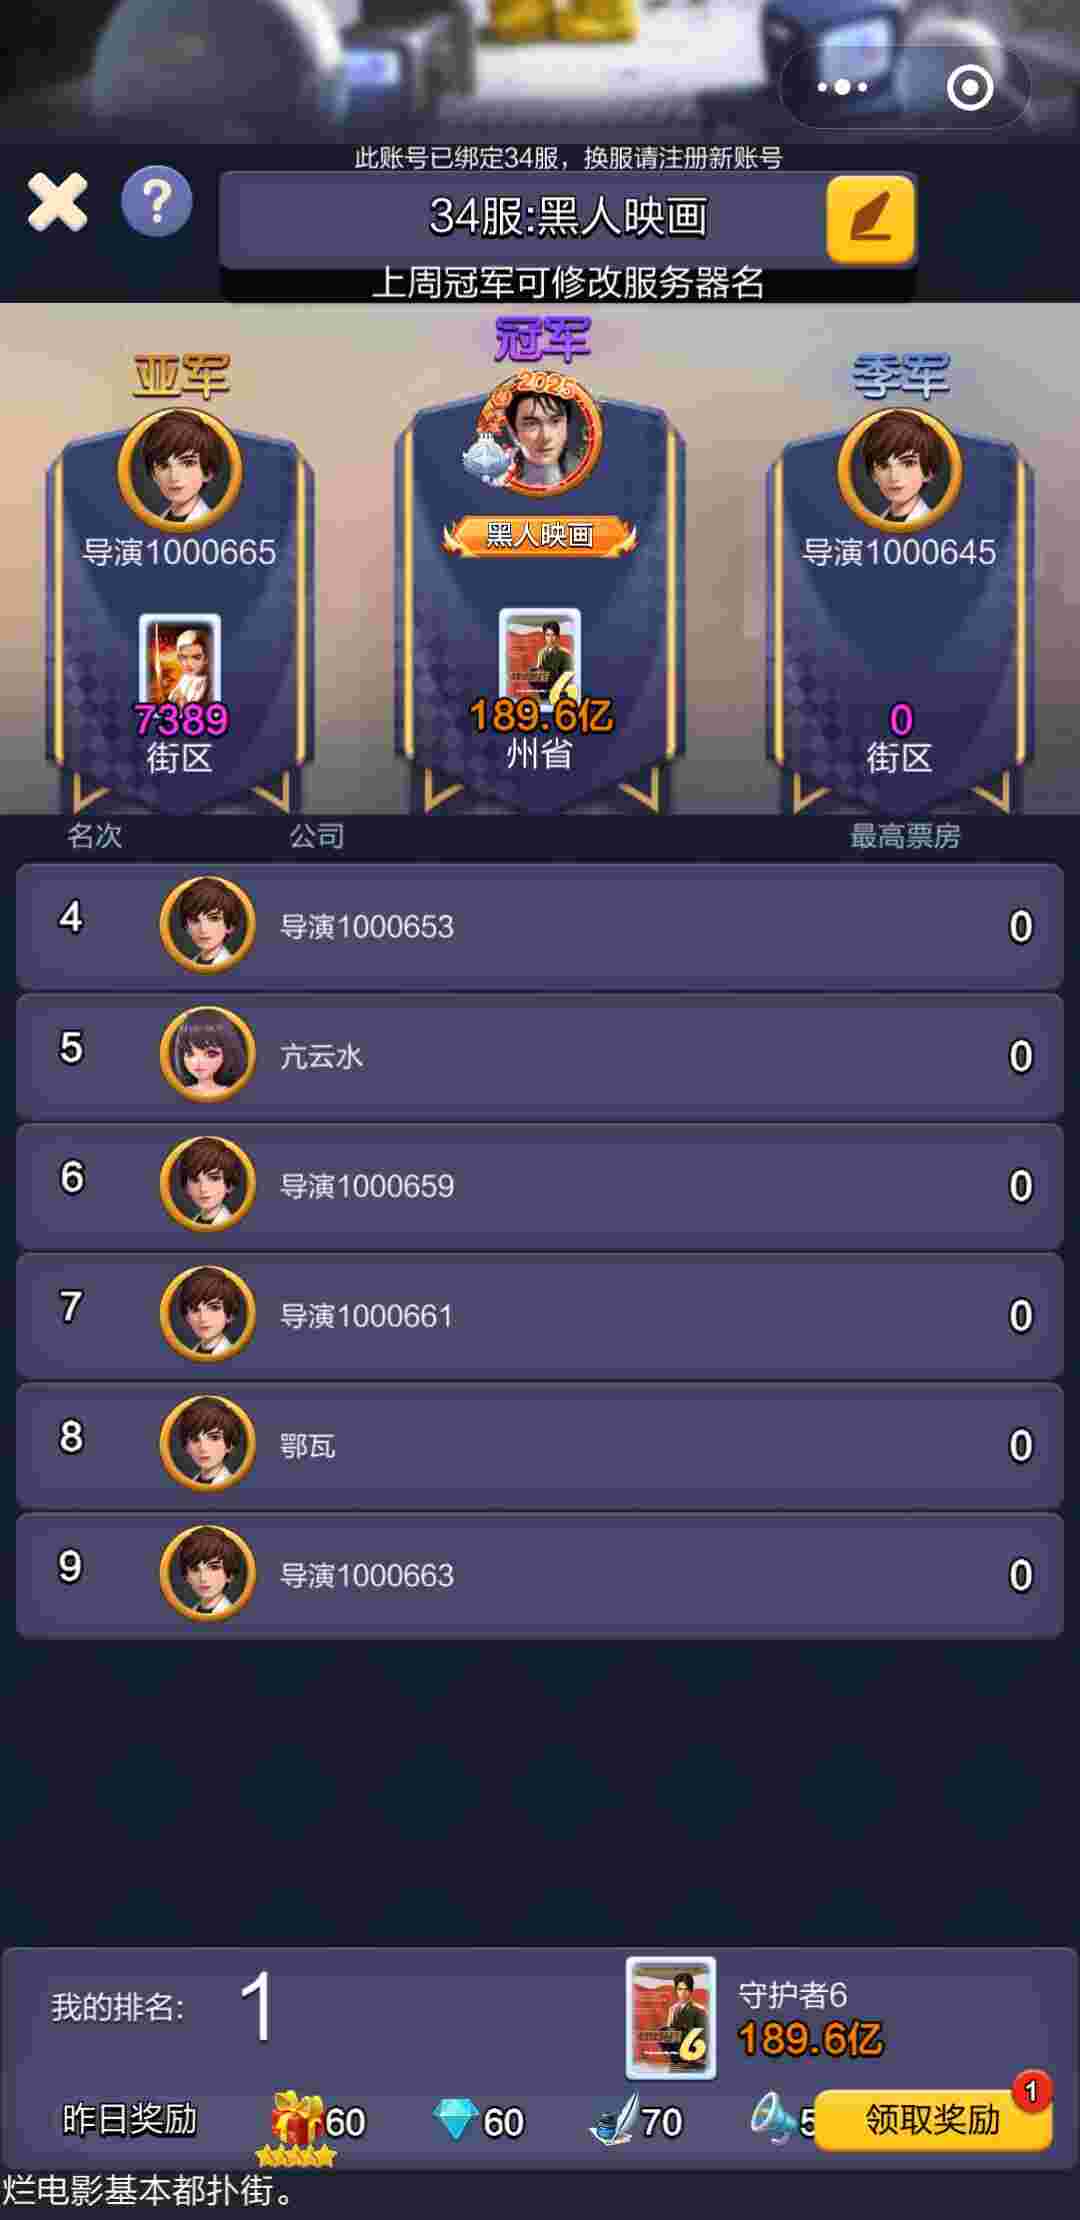 此账号已绑定34服，换服请注册新账号
?
34服:黑人映画
上周冠军可修改服务器名
亚军
冠军
季军
2025
导演1000665
黑人映画
导演1000645
6
7389
189.6亿
0
街区
州省
街区
名次 公司 最高票房
4 导演1000653 0
5 亢云水 0
6 导演1000659 0
7 导演1000661 0
8 鄂瓦 0
9 导演1000663 0
我的排名: 1
6
守护者6
189.6亿
昨日奖励 60 60 70 5
领取奖励
1
烂电影基本都扑街。